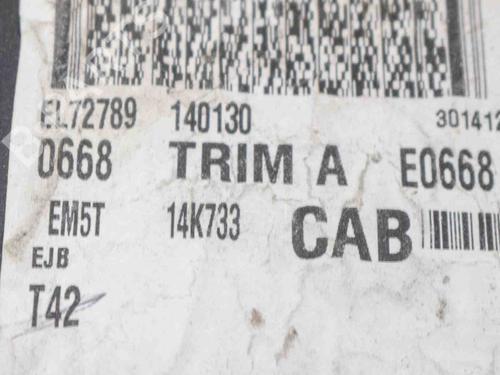 EL72789 140130 301412
0668 TRIM A E0668
EM5T 14K733 CAB
EJB
T42